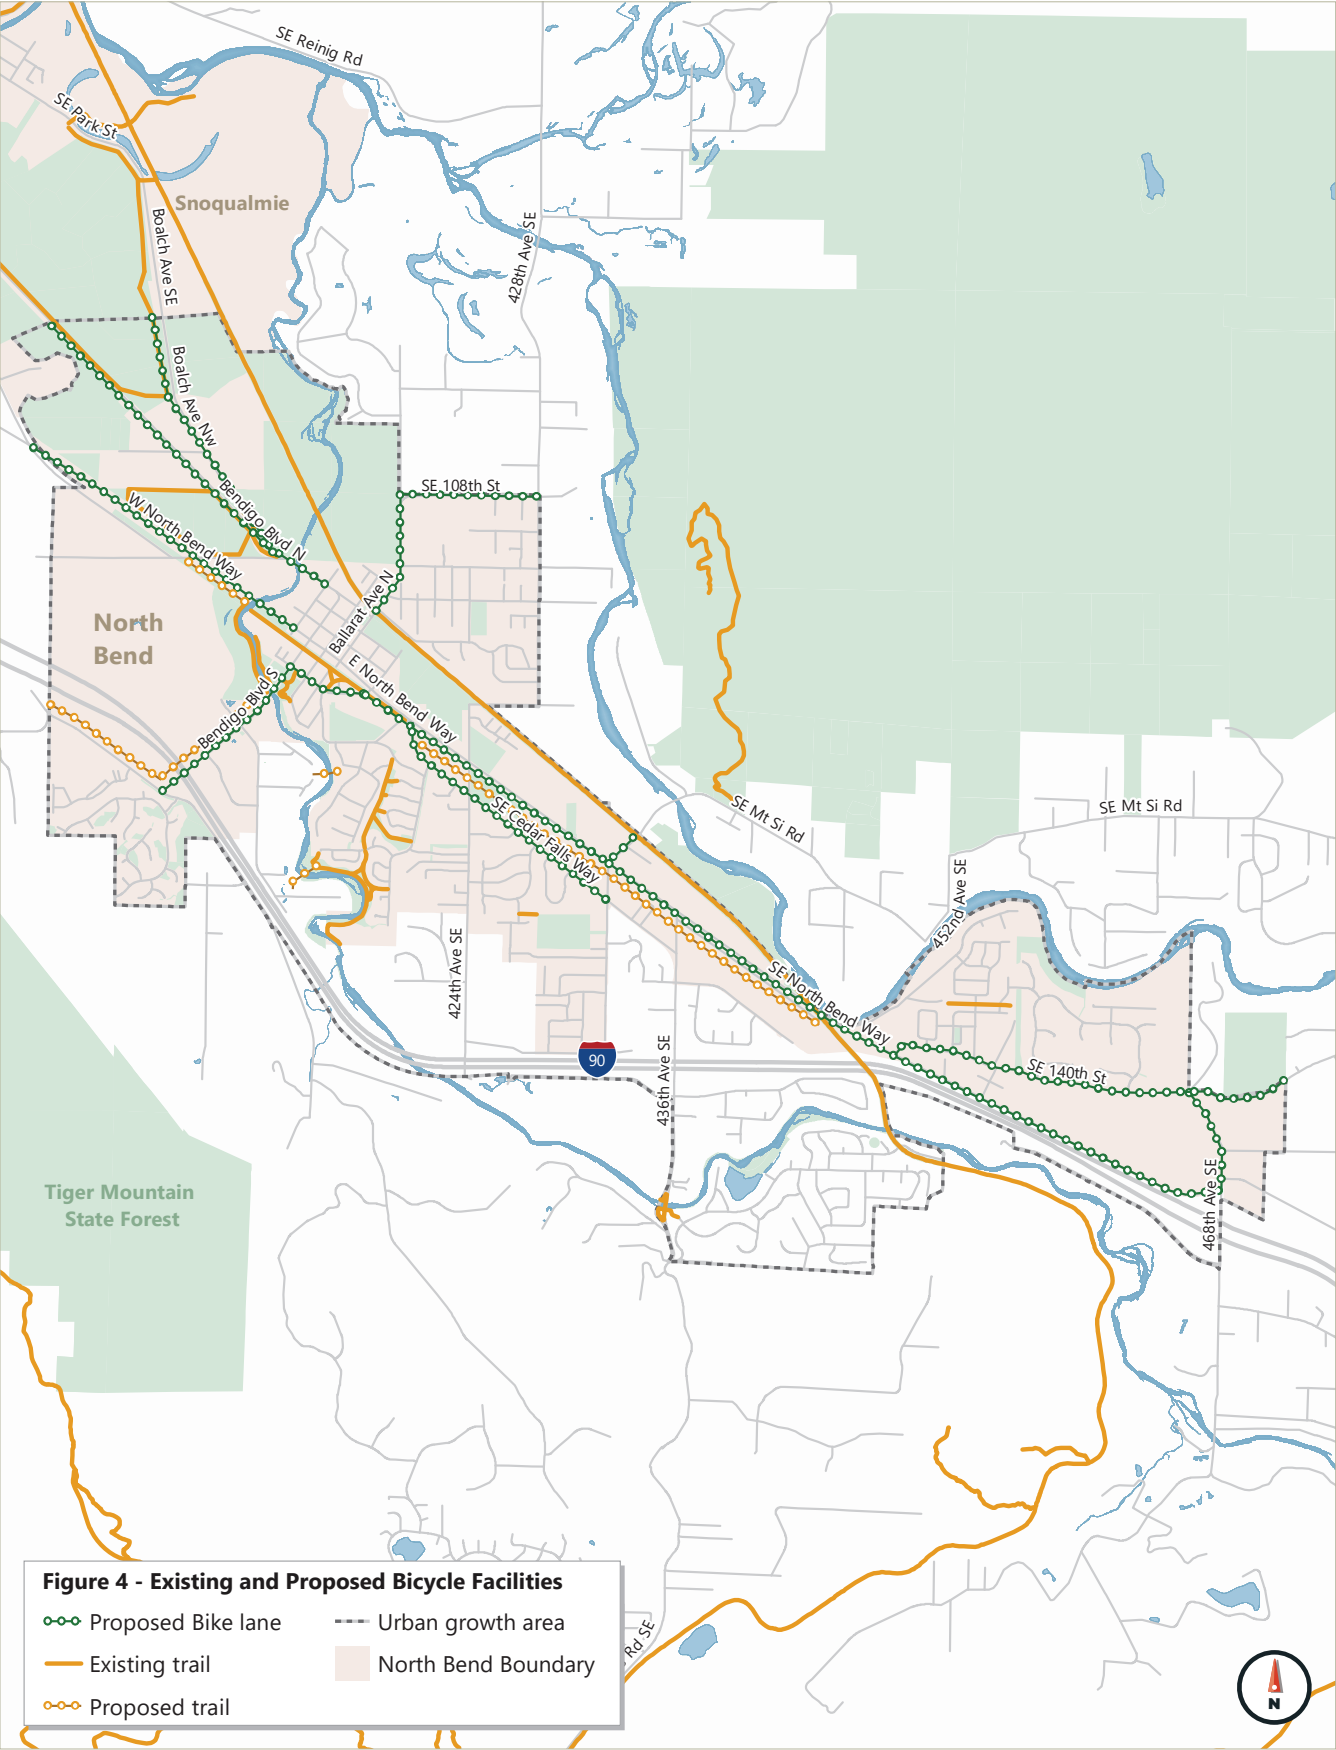 SE Reinig Rd
SE Park St
Snoqualmie
Boalch Ave SE
428th Ave SE
Boalch Ave Nw
SE 108th St
Bendigo Blvd N
W North Bend Way
North
Bend
Ballarat Ave N
E North Bend Way
Bendigo Blvd S
SE Cedar Falls Way
SE Mt Si Rd
SE Mt Si Rd
452nd Ave SE
424th Ave SE
SE North Bend Way
90
436th Ave SE
SE 140th St
468th Ave SE
Tiger Mountain
State Forest
Rd SE
Figure 4 - Existing and Proposed Bicycle Facilities
Proposed Bike lane
Urban growth area
Existing trail
North Bend Boundary
Proposed trail
N